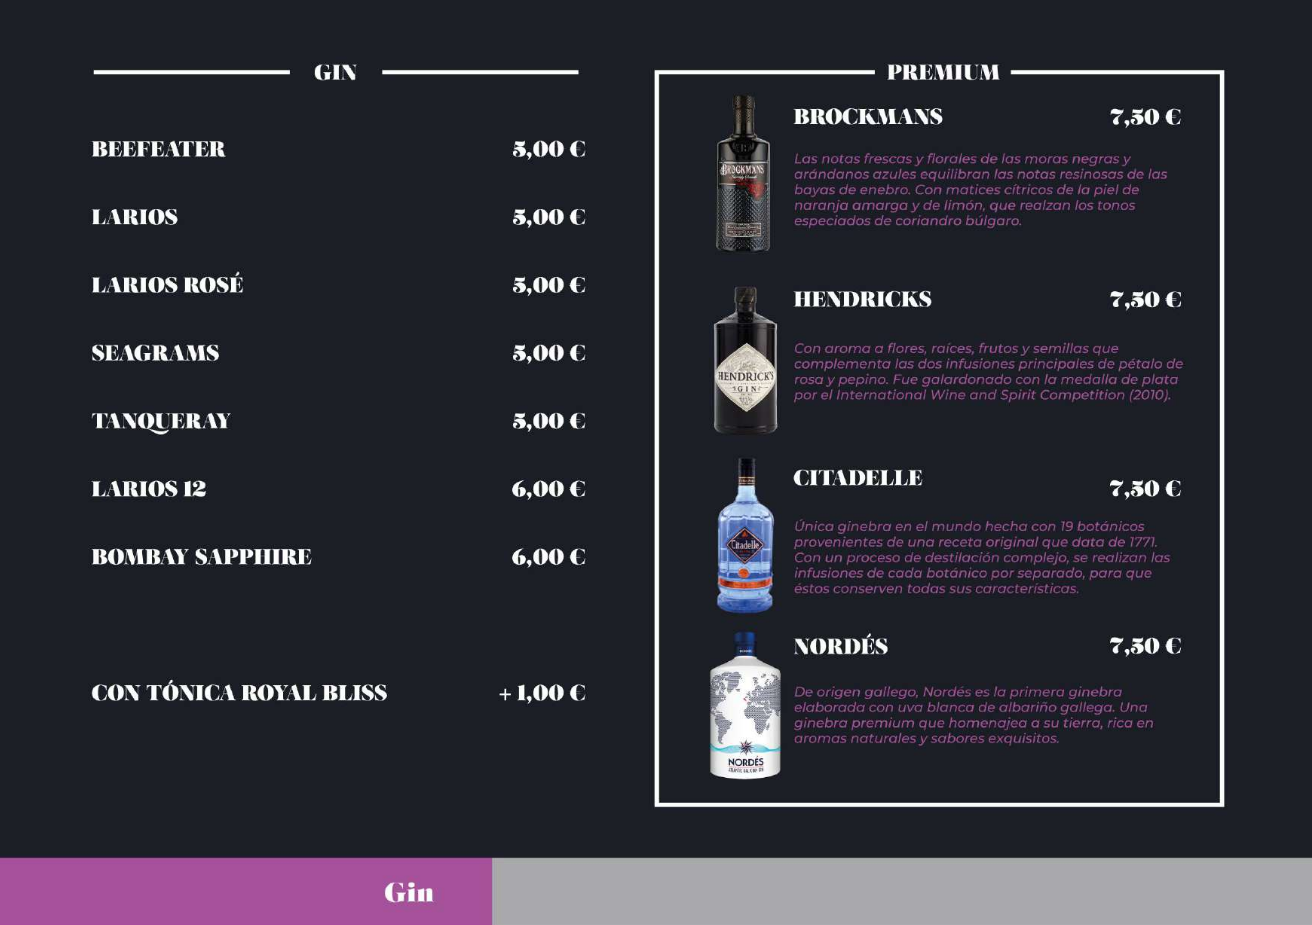 GIN
BEEFEATER 5,00 €
LARIOS 5,00 €
LARIOS ROSÉ 5,00 €
SEAGRAMS 5,00 €
TANQUERAY 5,00 €
LARIOS 12 6,00 €
BOMBAY SAPPHIRE 6,00 €
CON TÓNICA ROYAL BLISS + 1,00 €
PREMIUM
BROCKMANS 7,50 €
Las notas frescas y florales de las moras negras y
arándanos azules equilibran las notas resinosas de las
bayas de enebro. Con matices cítricos de la piel de
naranja amarga y de limón, que realzan los tonos
especiados de coriandro búlgaro.
BROCKMANS
HENDRICKS 7,50 €
Con aroma a flores, raíces, frutos y semillas que
complementa las dos infusiones principales de pétalo de
rosa y pepino. Fue galardonado con la medalla de plata
por el International Wine and Spirit Competition (2010).
HENDRICK'S
GIN
CITADELLE 7,50 €
Única ginebra en el mundo hecha con 19 botánicos
provenientes de una receta original que data de 1771.
Con un proceso de destilación complejo, se realizan las
infusiones de cada botánico por separado, para que
éstos conserven todas sus características.
Citadelle
NORDÉS 7,50 €
De origen gallego, Nordés es la primera ginebra
elaborada con uva blanca de albariño gallega. Una
ginebra premium que homenajea a su tierra, rica en
aromas naturales y sabores exquisitos.
NORDÉS
Gin